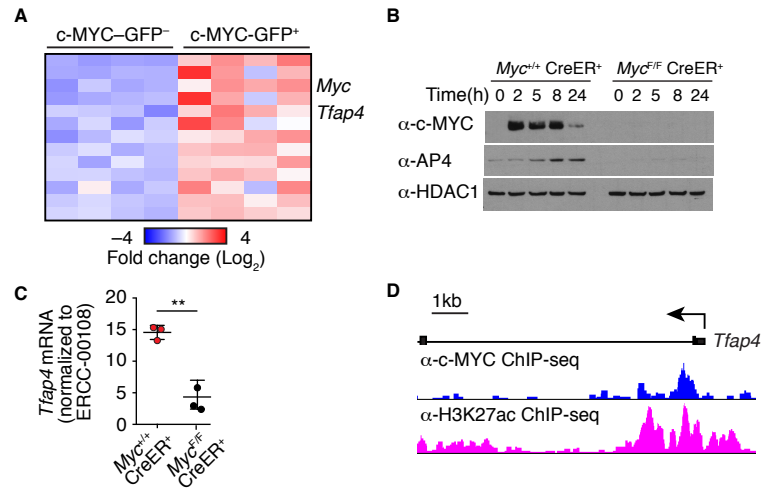 A
c-MYC–GFP– c-MYC-GFP+
Myc
Tfap4
–4 4
Fold change (Log2)
B
Myc+/+ CreER+ MycF/F CreER+
Time(h) 0 2 5 8 24 0 2 5 8 24
α-c-MYC
α-AP4
α-HDAC1
C
**
20
15
10
5
0
Tfap4 mRNA
(normalized to
ERCC-00108)
Myc+/+
CreER+
MycF/F
CreER+
D
1kb
Tfap4
α-c-MYC ChIP-seq
α-H3K27ac ChIP-seq